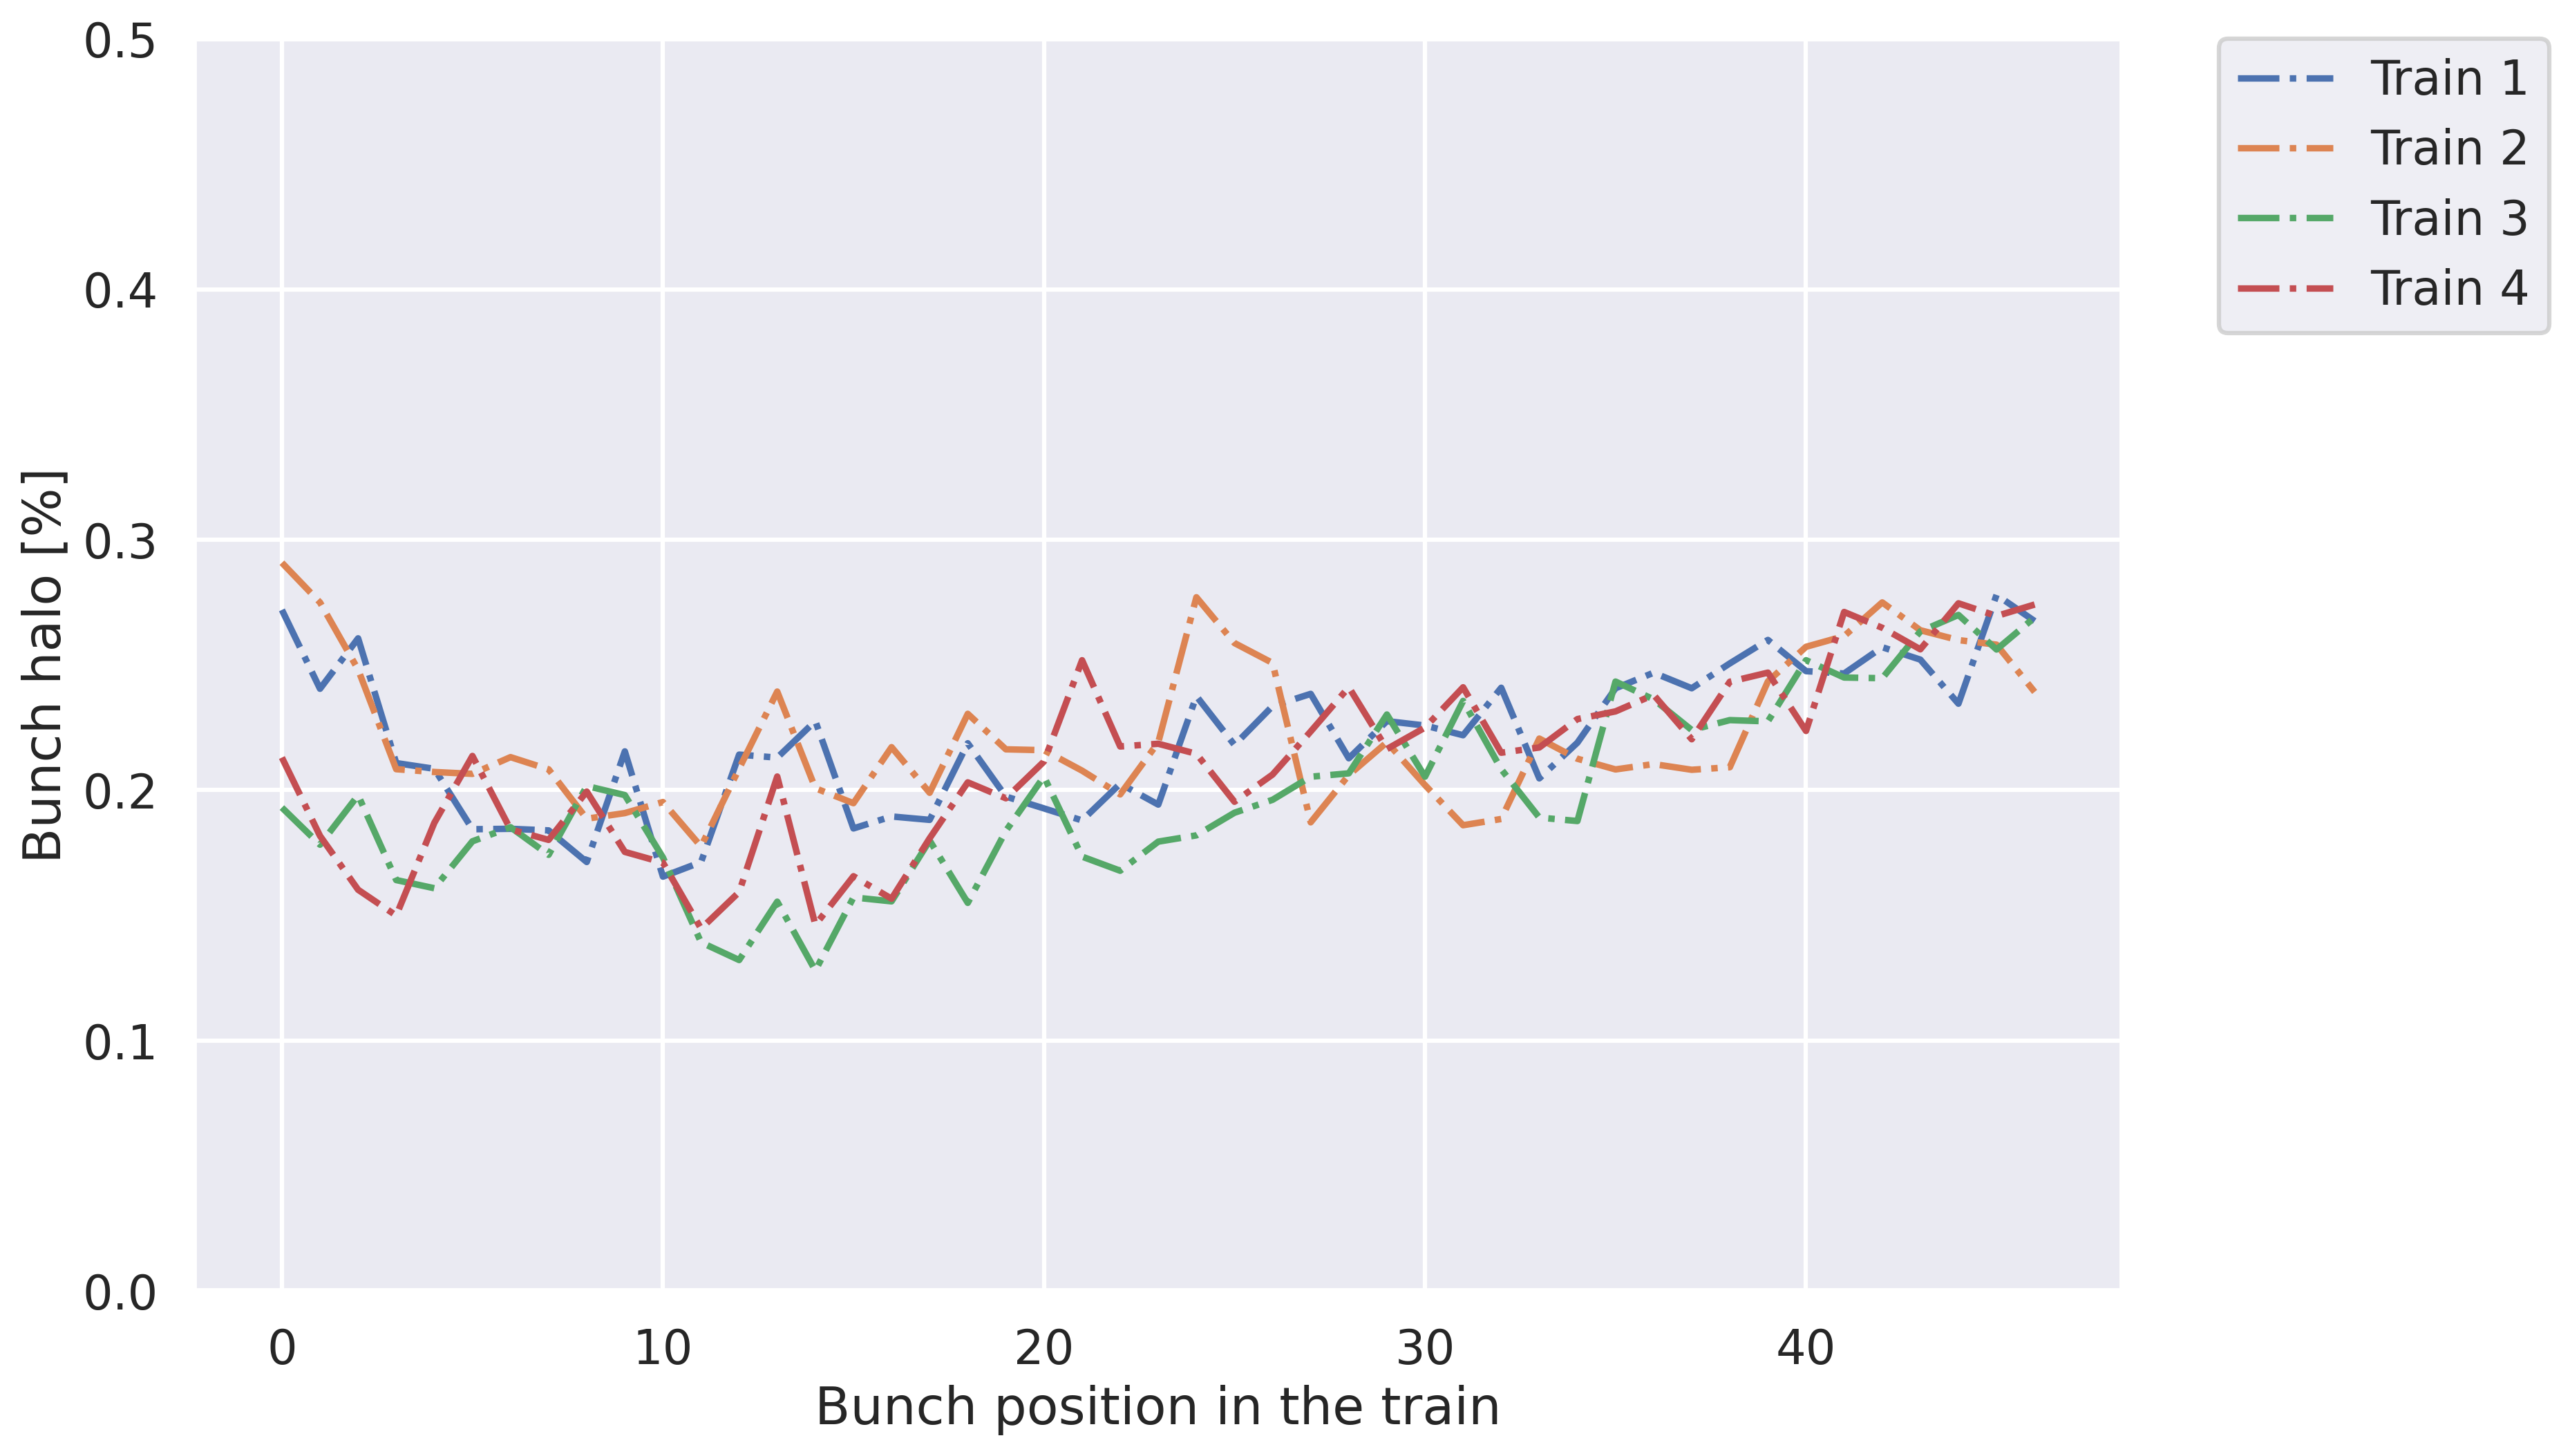 0.5
0.4
0.3
0.2
0.1
0.0
Bunch halo [%]
0 10 20 30 40
Bunch position in the train
Train 1
Train 2
Train 3
Train 4